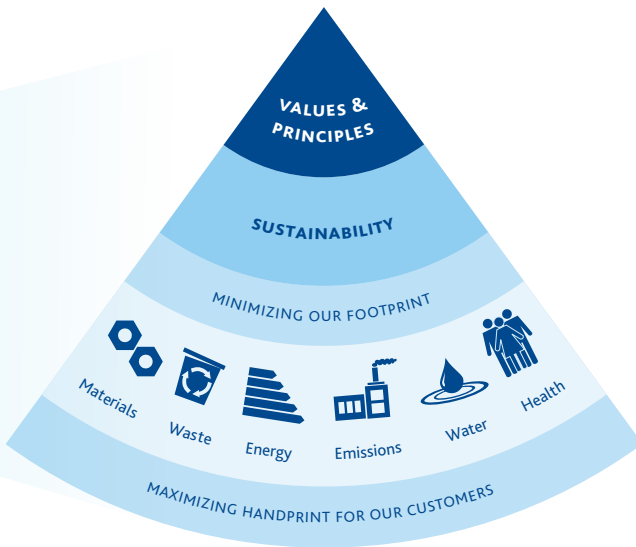 VALUES &
PRINCIPLES
SUSTAINABILITY
MINIMIZING OUR FOOTPRINT
Materials
Waste
Energy
Emissions
Water
Health
MAXIMIZING HANDPRINT FOR OUR CUSTOMERS